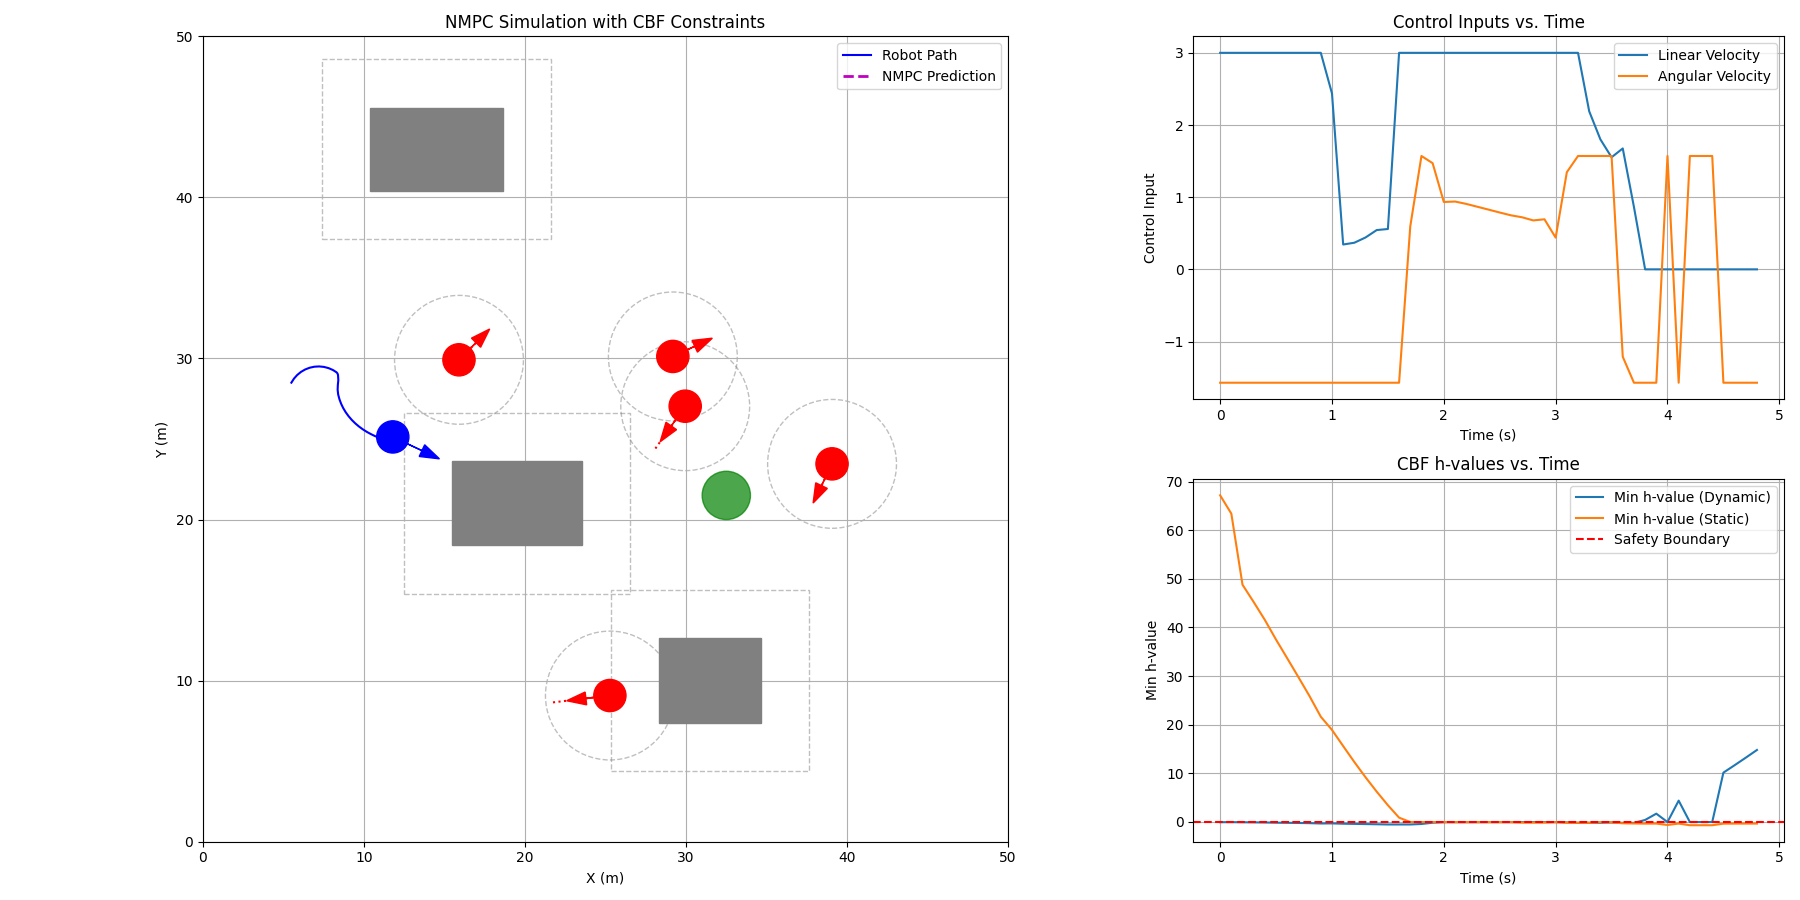 NMPC Simulation with CBF Constraints
50
40
30
20
10
0
Y (m)
Robot Path
NMPC Prediction
0 10 20 30 40 50
X (m)
Control Inputs vs. Time
3
2
1
0
−1
Control Input
Linear Velocity
Angular Velocity
0 1 2 3 4 5
Time (s)
CBF h-values vs. Time
70
60
50
40
30
20
10
0
Min h-value
Min h-value (Dynamic)
Min h-value (Static)
Safety Boundary
0 1 2 3 4 5
Time (s)